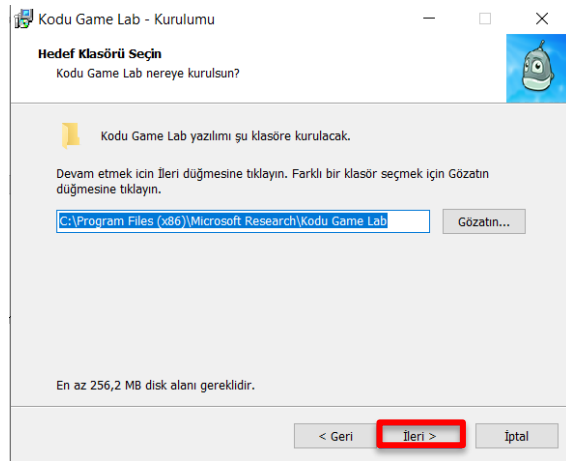 Kodu Game Lab - Kurulumu
Hedef Klasörü Seçin
Kodu Game Lab nereye kurulsun?
Kodu Game Lab yazılımı şu klasöre kurulacak.
Devam etmek icin İleri düğmesine tıklayın. Farklı bir klasör seçmek için Gözatın
düğmesine tıklayın.
C:\Program Files (x86)\Microsoft Research\Kodu Game Lab
Gözatın...
En az 256,2 MB disk alanı gereklidir.
< Geri
İleri >
İptal